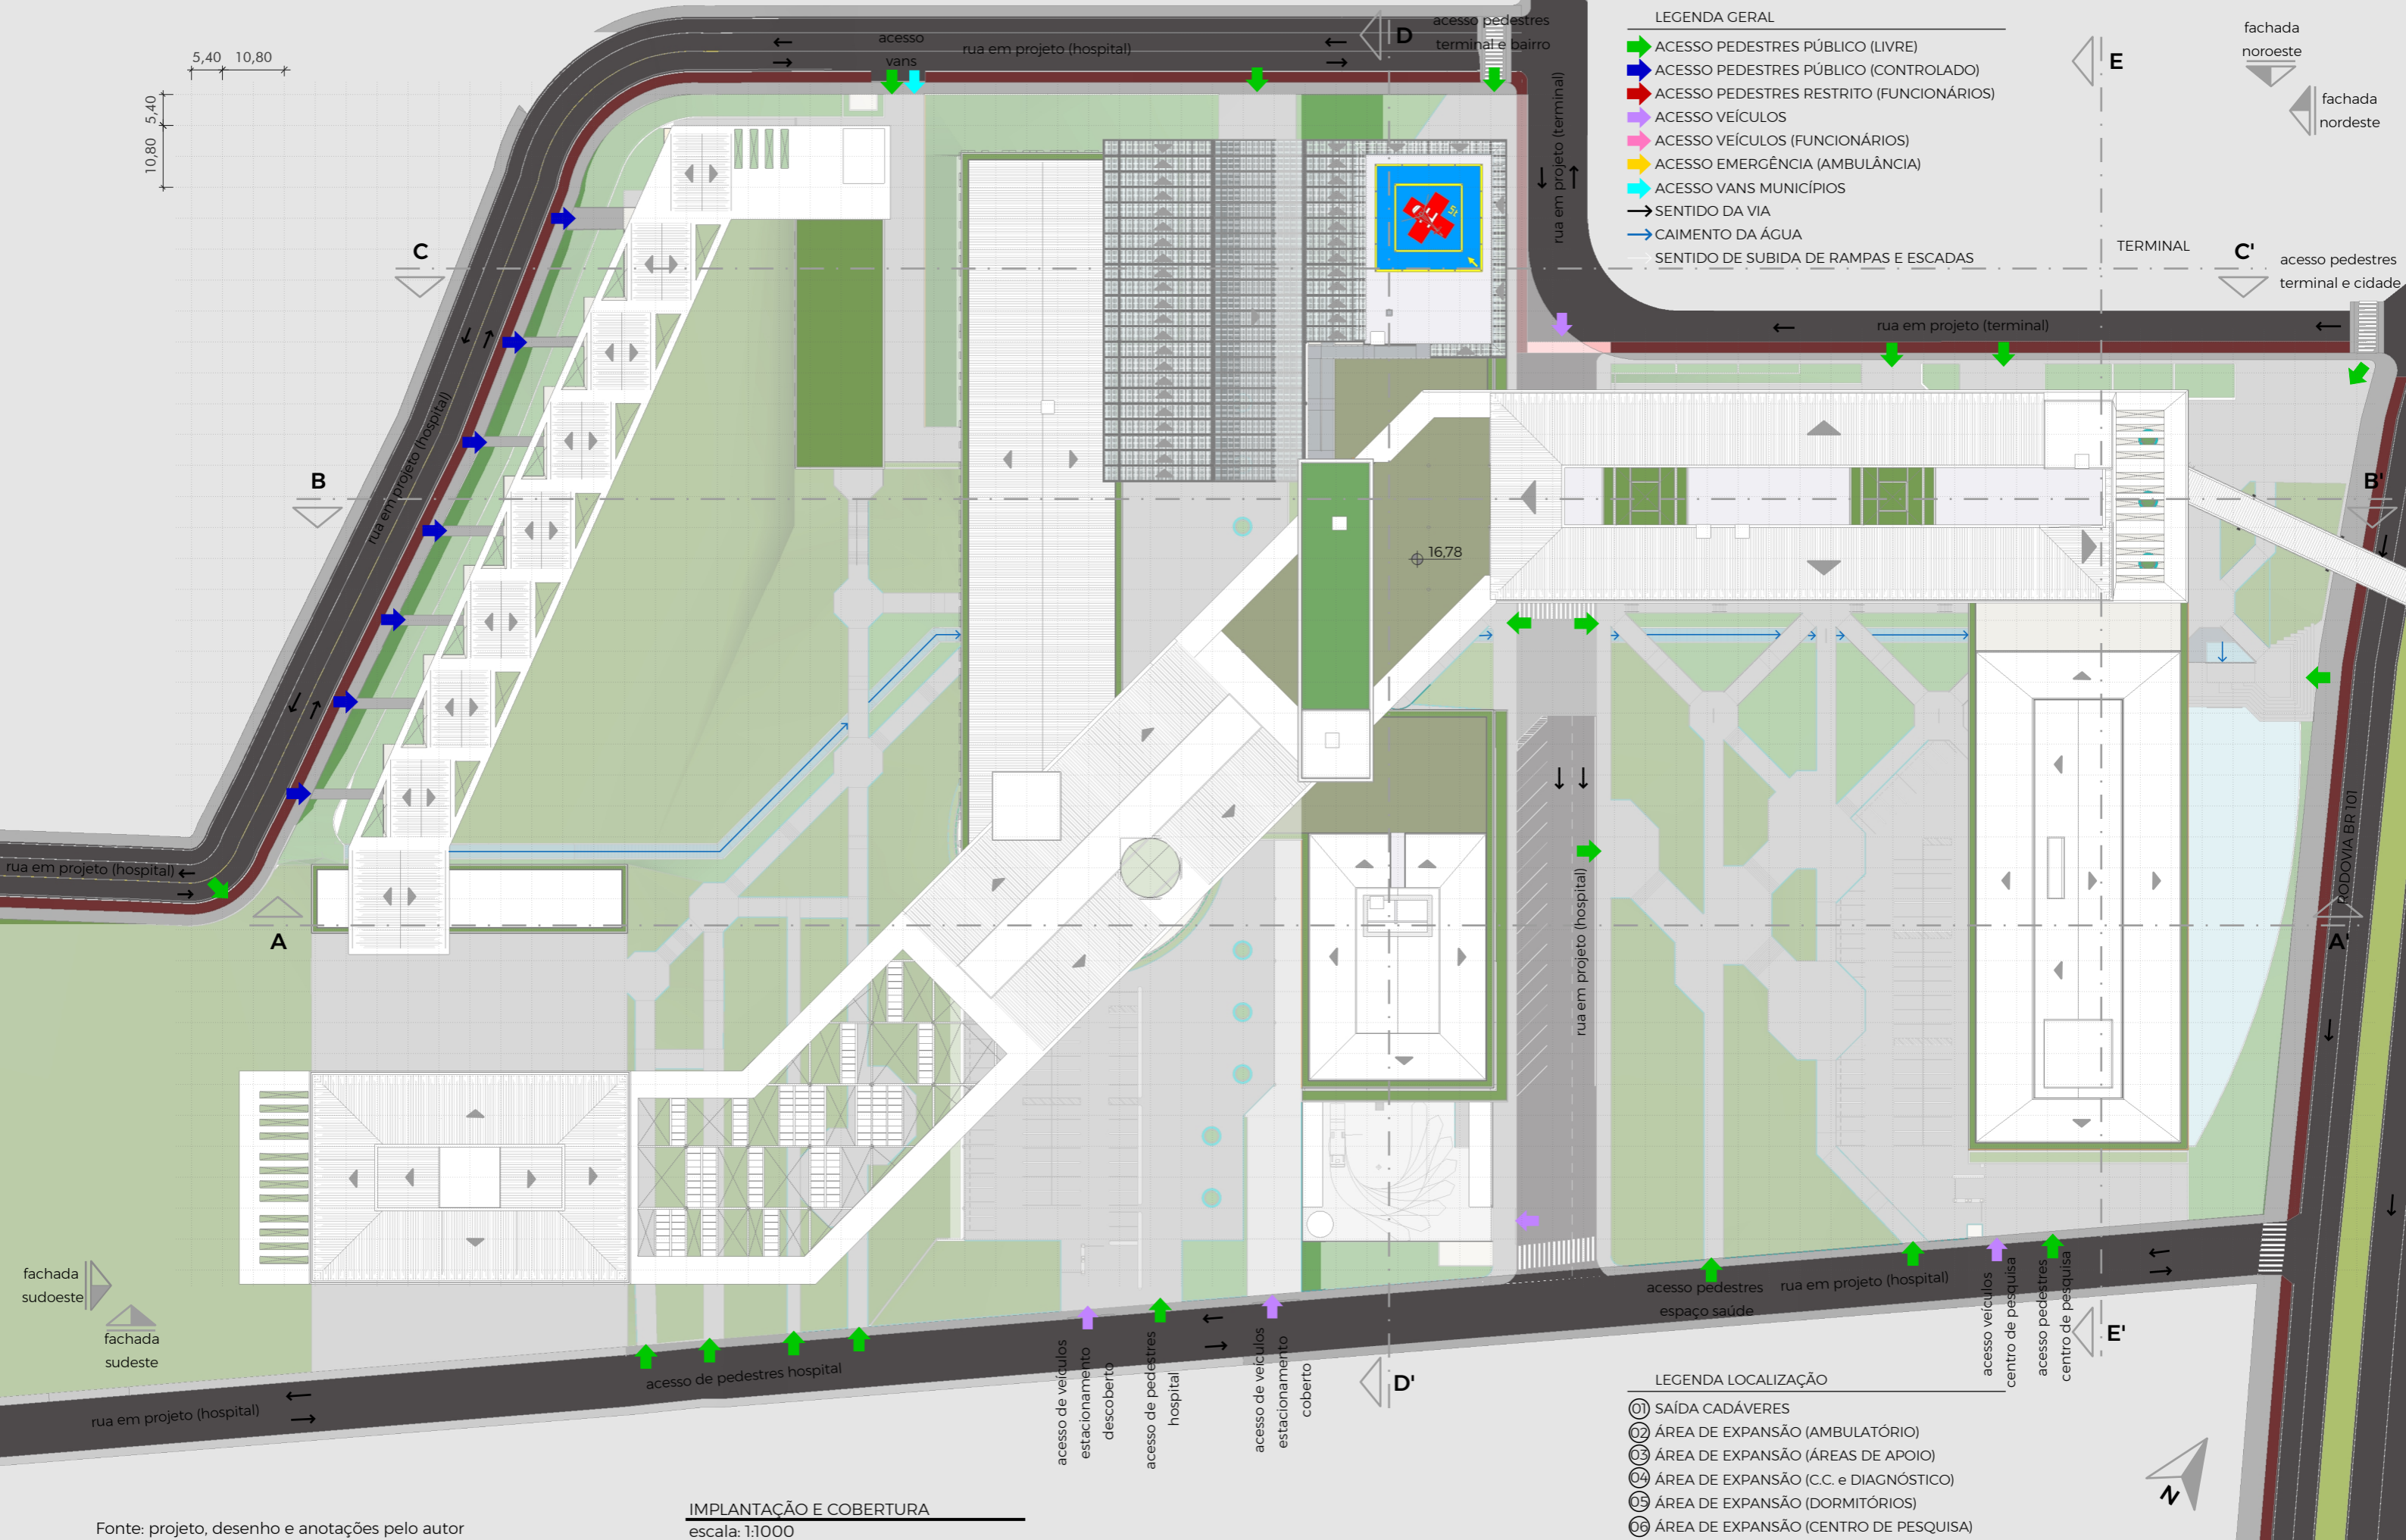 LEGENDA GERAL
ACESSO PEDESTRES PÚBLICO (LIVRE)
ACESSO PEDESTRES PÚBLICO (CONTROLADO)
ACESSO PEDESTRES RESTRITO (FUNCIONÁRIOS)
ACESSO VEÍCULOS
ACESSO VEÍCULOS (FUNCIONÁRIOS)
ACESSO EMERGÊNCIA (AMBULÂNCIA)
ACESSO VANS MUNICÍPIOS
SENTIDO DA VIA
CAIMENTO DA ÁGUA
SENTIDO DE SUBIDA DE RAMPAS E ESCADAS
fachada
noroeste
fachada
nordeste
E
D
acesso pedestres
terminal e bairro
acesso
vans
rua em projeto (hospital)
5,40
10,80
5,40
10,80
rua em projeto (terminal)
TERMINAL
C
C'
acesso pedestres
terminal e cidade
rua em projeto (terminal)
5t
rua em projeto (hospital)
B
B'
16,78
RODOVIA BR 101
rua em projeto (hospital)
rua em projeto (hospital)
A
A'
fachada
sudoeste
fachada
sudeste
acesso pedestres
espaço saúde
rua em projeto (hospital)
acesso veículos
centro de pesquisa
acesso pedestres
centro de pesquisa
E'
acesso de pedestres hospital
rua em projeto (hospital)
acesso de veículos
estacionamento
descoberto
acesso de pedestres
hospital
acesso de veículos
estacionamento
coberto
D'
LEGENDA LOCALIZAÇÃO
01 SAÍDA CADÁVERES
02 ÁREA DE EXPANSÃO (AMBULATÓRIO)
03 ÁREA DE EXPANSÃO (ÁREAS DE APOIO)
04 ÁREA DE EXPANSÃO (C.C. e DIAGNÓSTICO)
05 ÁREA DE EXPANSÃO (DORMITÓRIOS)
06 ÁREA DE EXPANSÃO (CENTRO DE PESQUISA)
N
IMPLANTAÇÃO E COBERTURA
escala: 1:1000
Fonte: projeto, desenho e anotações pelo autor